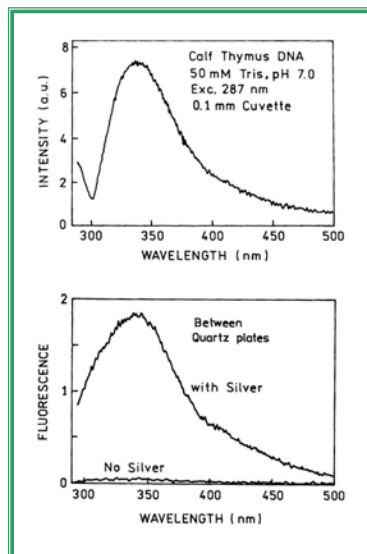 Calf Thymus DNA
50 mM Tris, pH 7.0
Exc. 287 nm
0.1 mm Cuvette
INTENSITY (a.u.)
8
6
4
2
0
300
350
400
450
500
WAVELENGTH (nm)
Between
Quartz plates
with Silver
No Silver
FLUORESCENCE
2
1
0
300
350
400
450
500
WAVELENGTH (nm)